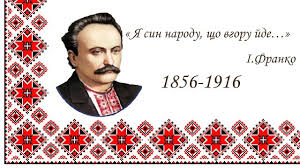 « Я син народу, що вгору йде…»
І.Франко
1856-1916